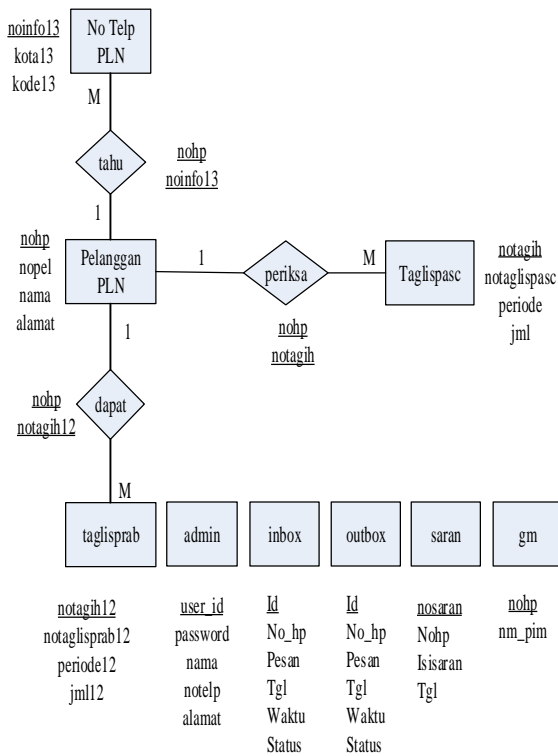 noinfo13
kota13
kode13
No Telp
PLN
M
tahu
nohp
noinfo13
1
nohp
nopel
nama
alamat
Pelanggan
PLN
1
periksa
M
Taglispasc
notagih
notaglispasc
periode
jml
nohp
notagih
1
nohp
notagih12
dapat
M
taglisprab
admin
inbox
outbox
saran
gm
notagih12
notaglisprab12
periode12
jml12
user_id
password
nama
notelp
alamat
Id
No_hp
Pesan
Tgl
Waktu
Status
Id
No_hp
Pesan
Tgl
Waktu
Status
nosaran
Nohp
Isisaran
Tgl
nohp
nm_pim